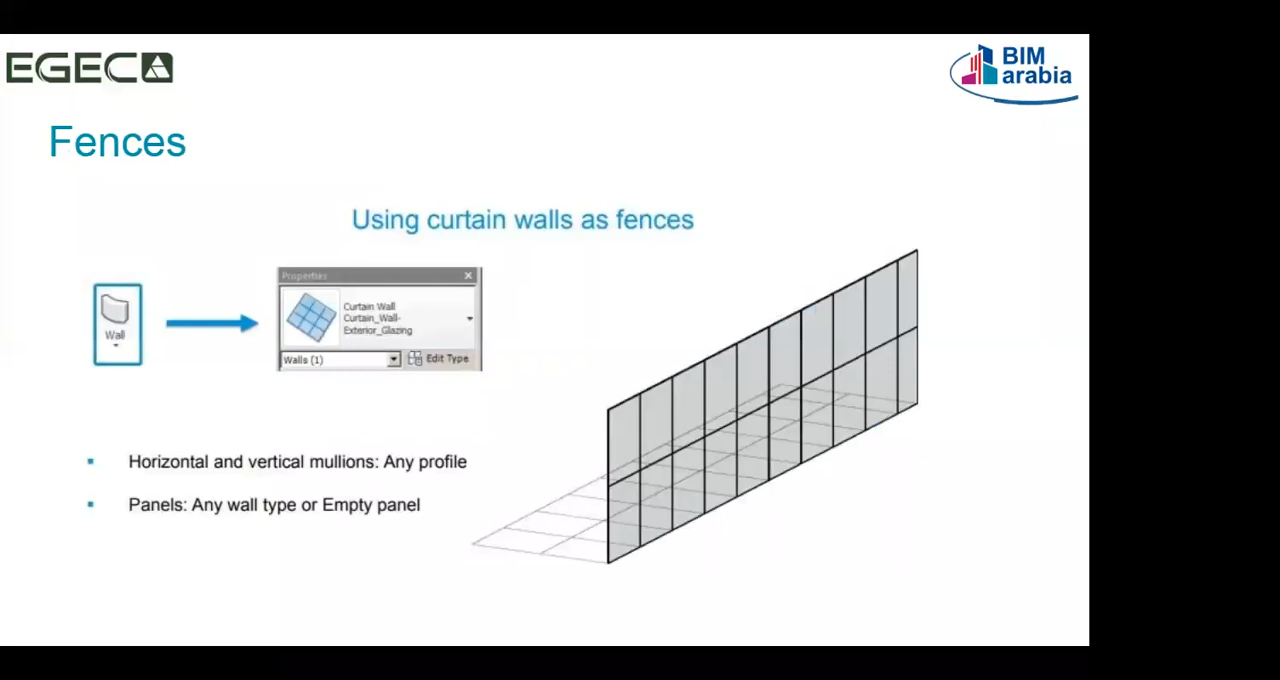 EGEC
BIM
arabia
Fences
Using curtain walls as fences
Properties
Wall
Curtain Wall
Curtain_Wall-
Exterior_Glazing
Walls (1)
Edit Type
Horizontal and vertical mullions: Any profile
Panels: Any wall type or Empty panel